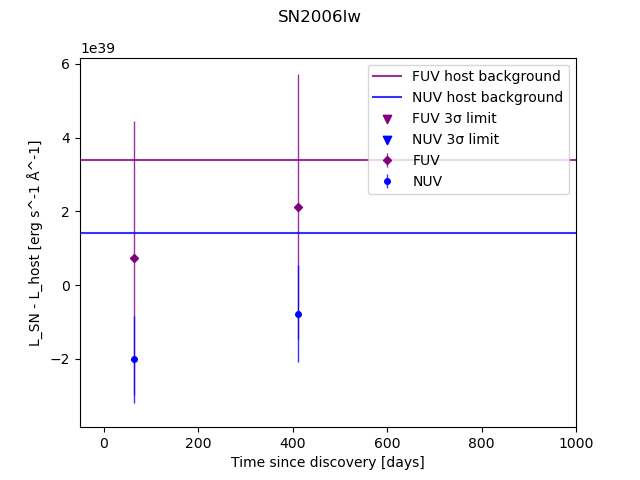 SN2006lw
1e39
L_SN - L_host [erg s^-1 Å^-1]
6
4
2
0
−2
FUV host background
NUV host background
FUV 3σ limit
NUV 3σ limit
FUV
NUV
0 200 400 600 800 1000
Time since discovery [days]